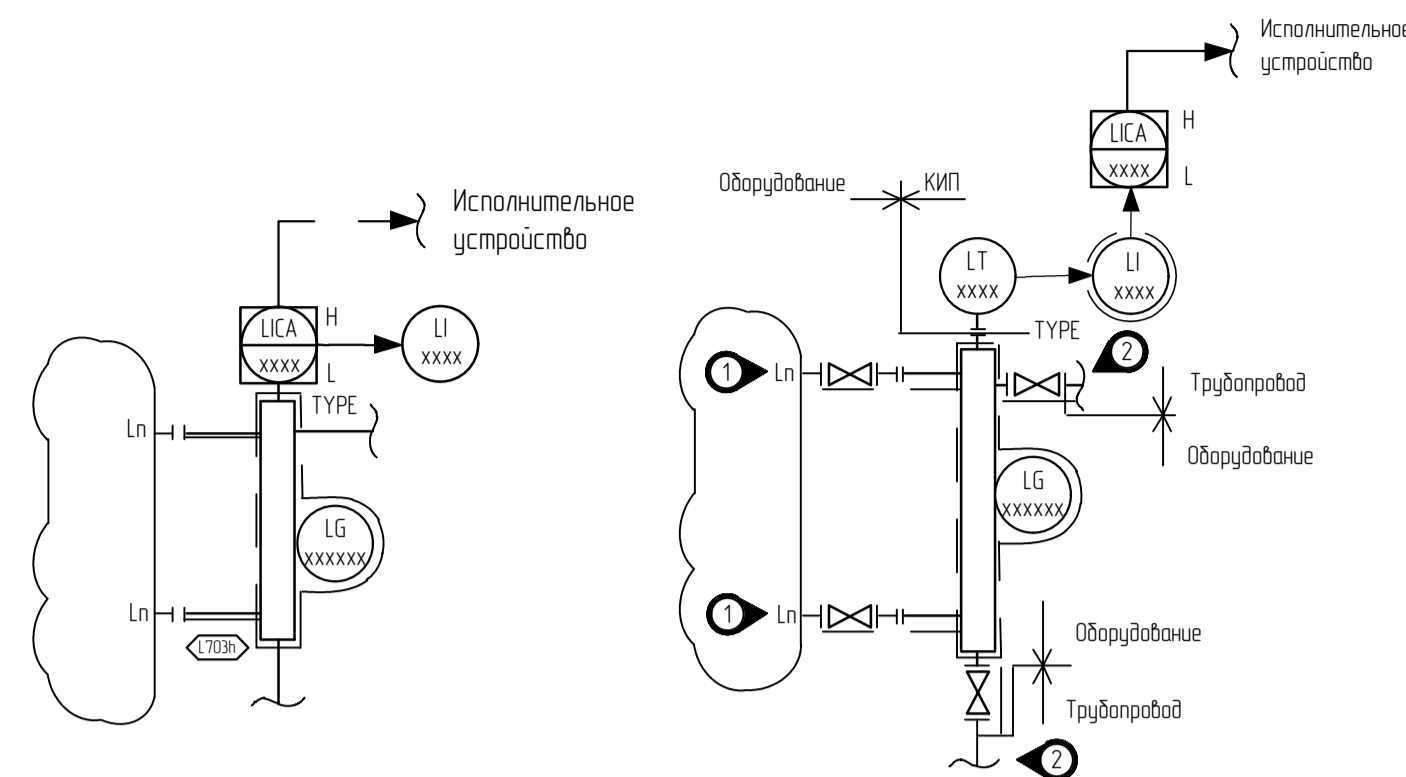 Исполнительное
устройство
LICA
XXXX
H
L
LI
XXXX
TYPE
Ln
LG
XXXXXX
Ln
L703h
Исполнительное
устройство
LICA
XXXX
H
L
Оборудование
КИП
LT
XXXX
LI
XXXX
TYPE
2
1
Ln
Трубопровод
Оборудование
LG
XXXXXX
1
Ln
Оборудование
Трубопровод
2